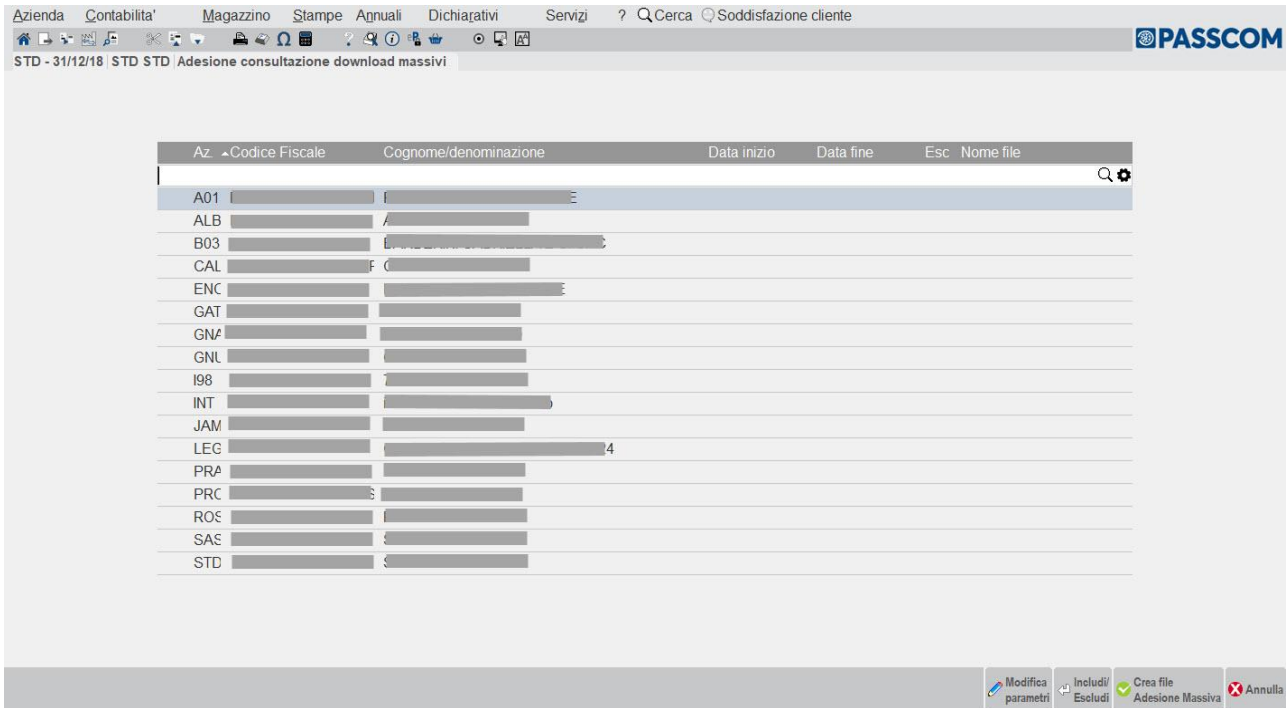 Azienda Contabilita' Magazzino Stampe Annuali Dichiarativi Servizi ? Cerca Soddisfazione cliente
PASSCOM
STD - 31/12/18 STD STD Adesione consultazione download massivi
Az. Codice Fiscale Cognome/denominazione Data inizio Data fine Esc Nome file
A01
ALB
B03
CAL
ENC
GAT
GNA
GNU
I98
INT
JAM
LEG 24
PRA
PRO
ROS
SAS
STD
Modifica parametri Includi/ Escludi Crea file Adesione Massiva Annulla